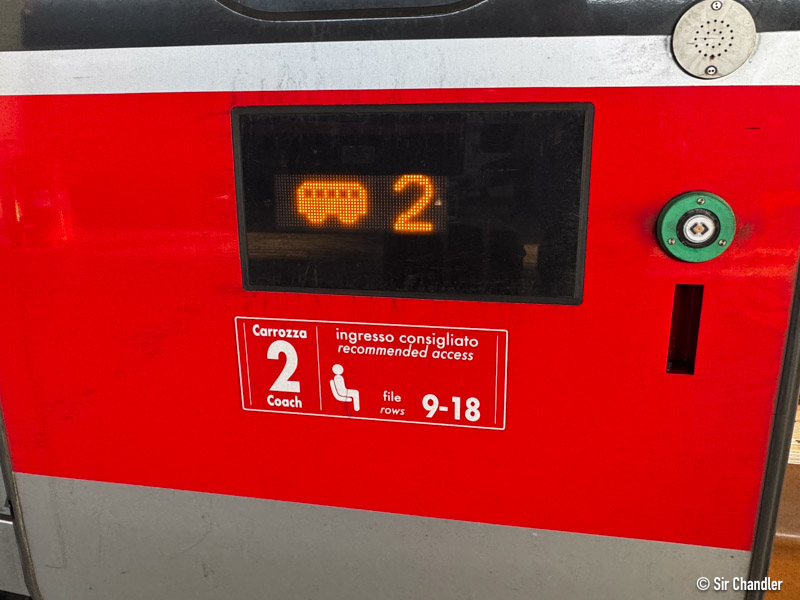 2
Carrozza
2
Coach
ingresso consigliato
recommended access
file
rows
9-18
© Sir Chandler